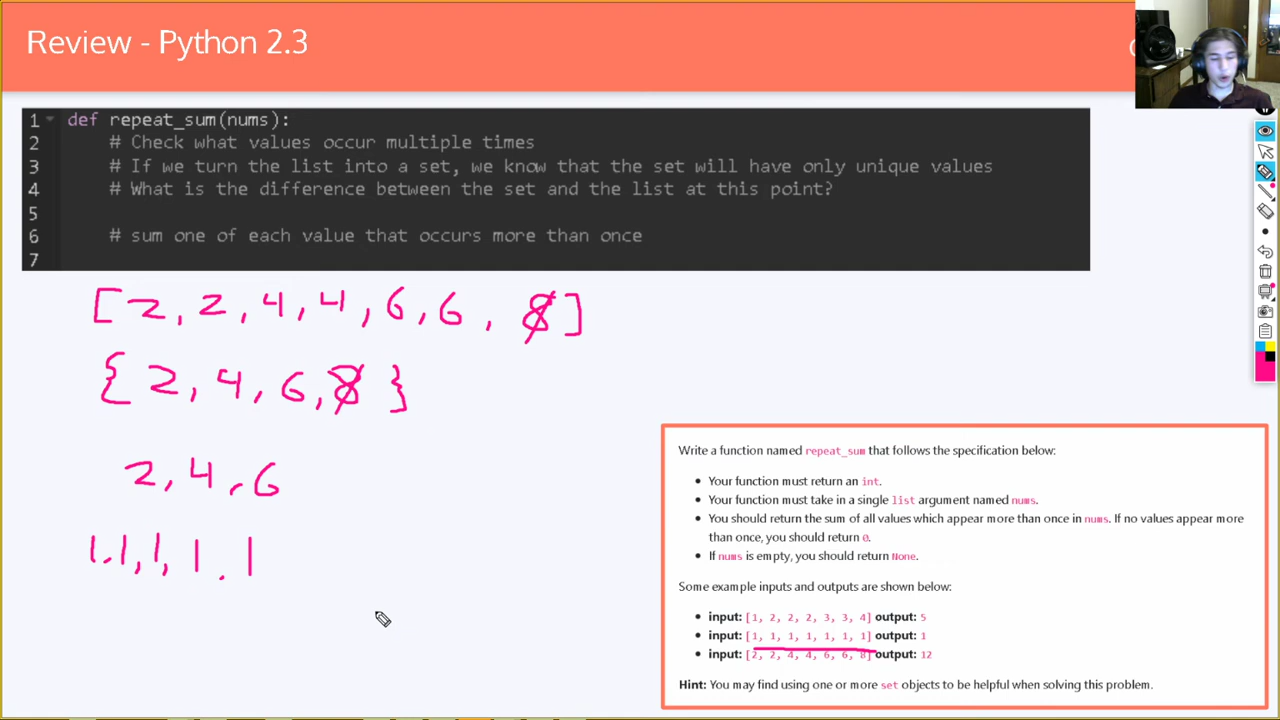 Review - Python 2.3
1 def repeat_sum(nums):
2 # Check what values occur multiple times
3 # If we turn the list into a set, we know that the set will have only unique values
4 # What is the difference between the set and the list at this point?
5
6 # sum one of each value that occurs more than once
7
[2, 2, 4, 4, 6, 6, 8]
{2, 4, 6, 8}
2, 4, 6
1.1, 1, 1.1
Write a function named repeat_sum that follows the specification below:
• Your function must return an int.
• Your function must take in a single list argument named nums.
• You should return the sum of all values which appear more than once in nums. If no values appear more
than once, you should return 0.
• If nums is empty, you should return None.
Some example inputs and outputs are shown below:
• input: [1, 2, 2, 2, 3, 3, 4] output: 5
• input: [1, 1, 1, 1, 1, 1, 1] output: 1
• input: [2, 2, 4, 4, 6, 6, 8] output: 12
Hint: You may find using one or more set objects to be helpful when solving this problem.